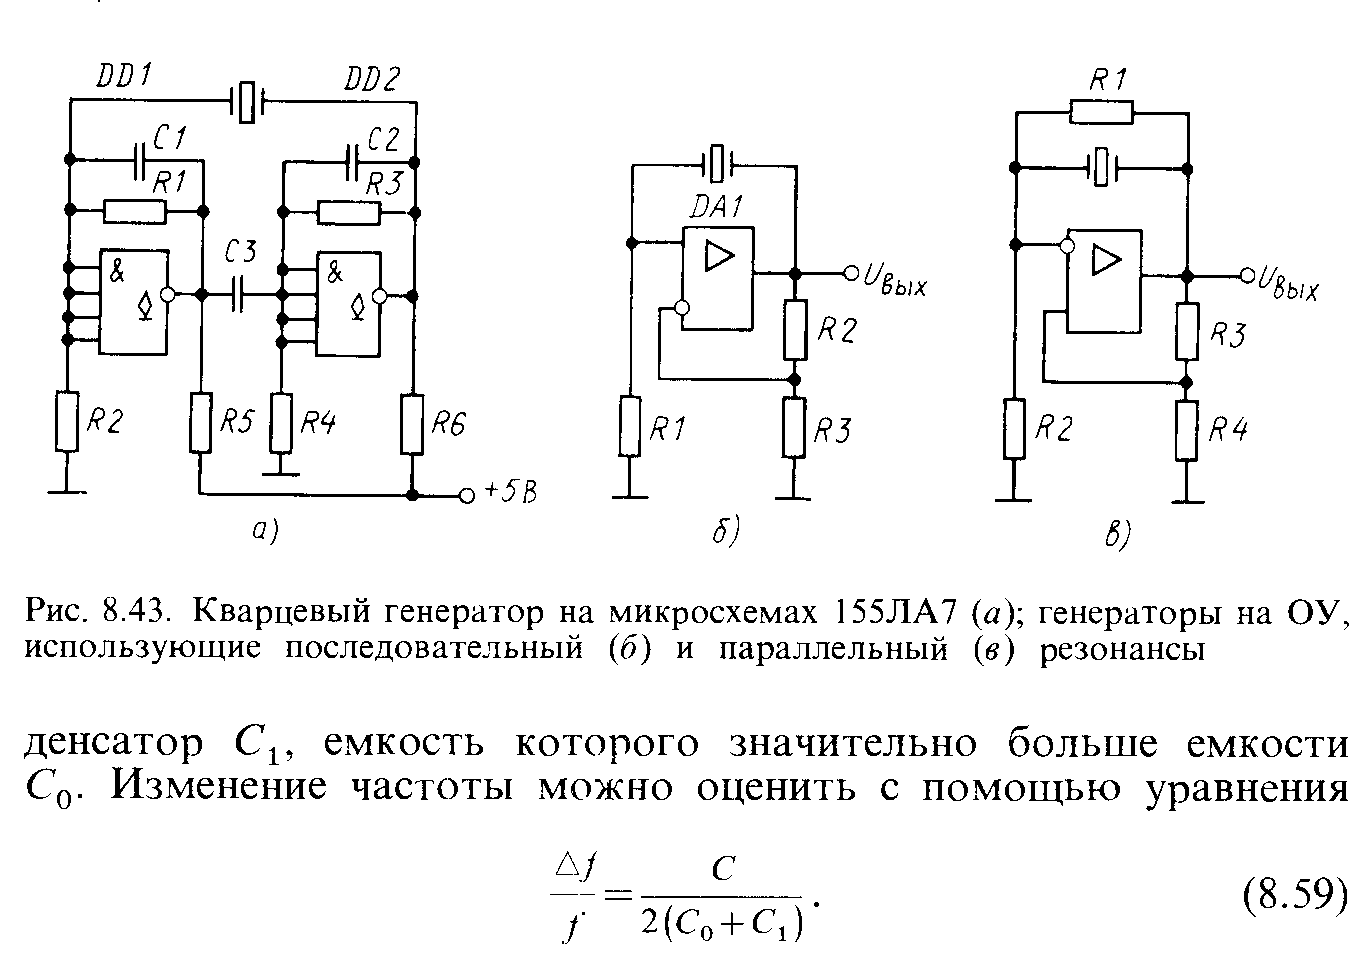 DD1 DD2
C1 C2
R1 R3
C3
& &
R2 R5 R4 R6
+5В
а)
DA1
Uвых
R2
R1 R3
б)
R1
Uвых
R3
R2 R4
в)
Рис. 8.43. Кварцевый генератор на микросхемах 155ЛА7 (а); генераторы на ОУ,
использующие последовательный (б) и параллельный (в) резонансы
денсатор C₁, емкость которого значительно больше емкости
C₀. Изменение частоты можно оценить с помощью уравнения
△f/f = C/2(C₀+C₁). (8.59)